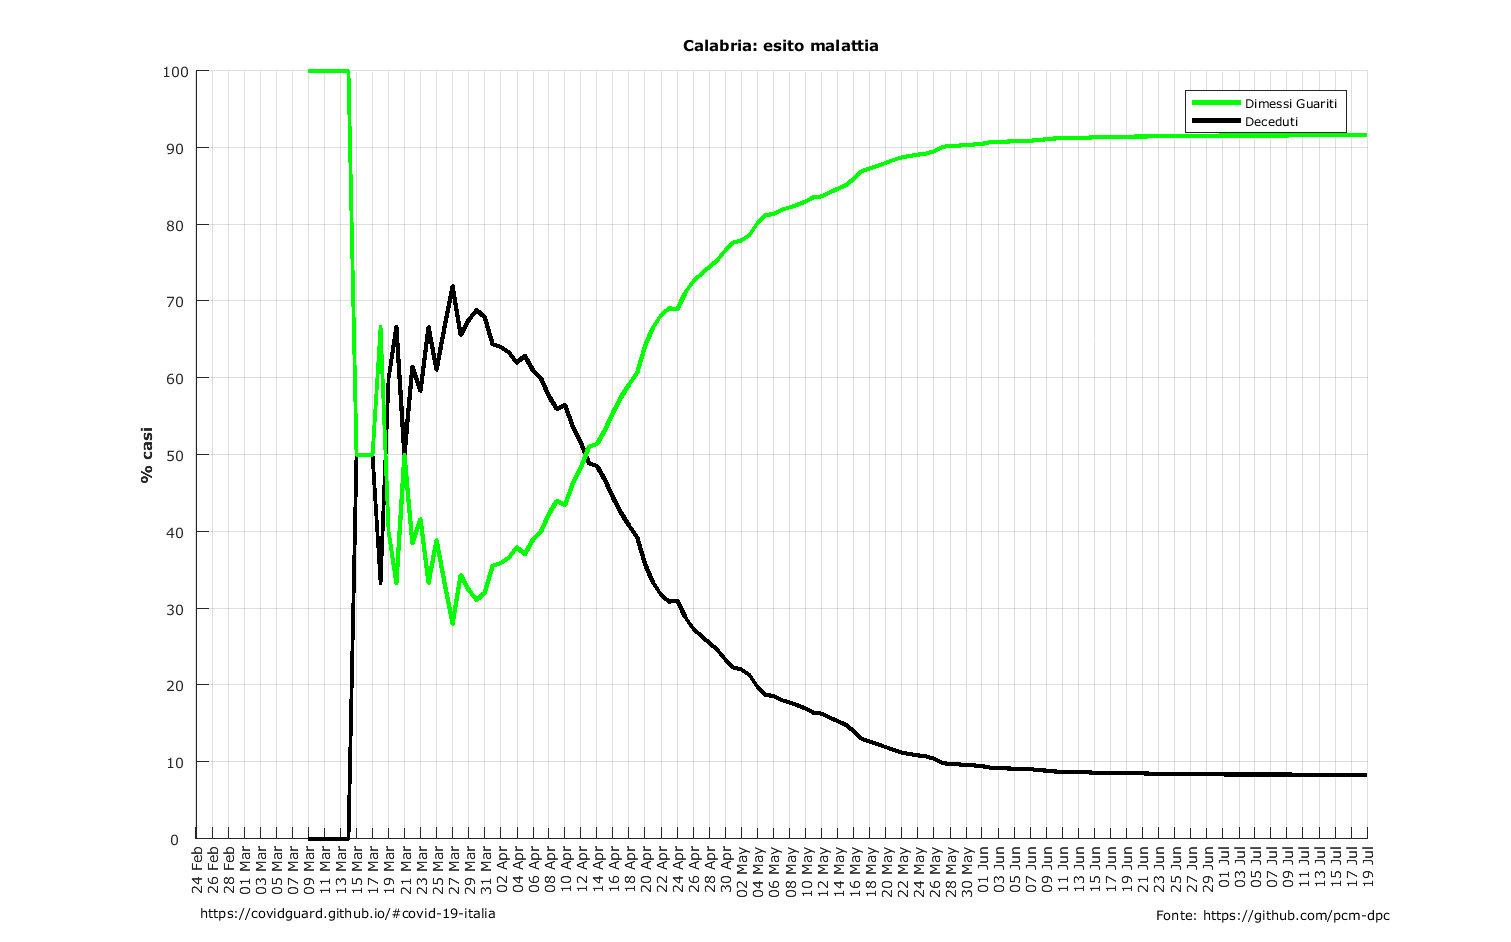 Calabria: esito malattia
100
90
80
70
60
50
40
30
20
10
0
% casi
Dimessi Guariti
Deceduti
24 Feb
26 Feb
28 Feb
01 Mar
03 Mar
05 Mar
07 Mar
09 Mar
11 Mar
13 Mar
15 Mar
17 Mar
19 Mar
21 Mar
23 Mar
25 Mar
27 Mar
29 Mar
31 Mar
02 Apr
04 Apr
06 Apr
08 Apr
10 Apr
12 Apr
14 Apr
16 Apr
18 Apr
20 Apr
22 Apr
24 Apr
26 Apr
28 Apr
30 Apr
02 May
04 May
06 May
08 May
10 May
12 May
14 May
16 May
18 May
20 May
22 May
24 May
26 May
28 May
30 May
01 Jun
03 Jun
05 Jun
07 Jun
09 Jun
11 Jun
13 Jun
15 Jun
17 Jun
19 Jun
21 Jun
23 Jun
25 Jun
27 Jun
29 Jun
01 Jul
03 Jul
05 Jul
07 Jul
09 Jul
11 Jul
13 Jul
15 Jul
17 Jul
19 Jul
https://covidguard.github.io/#covid-19-italia
Fonte: https://github.com/pcm-dpc